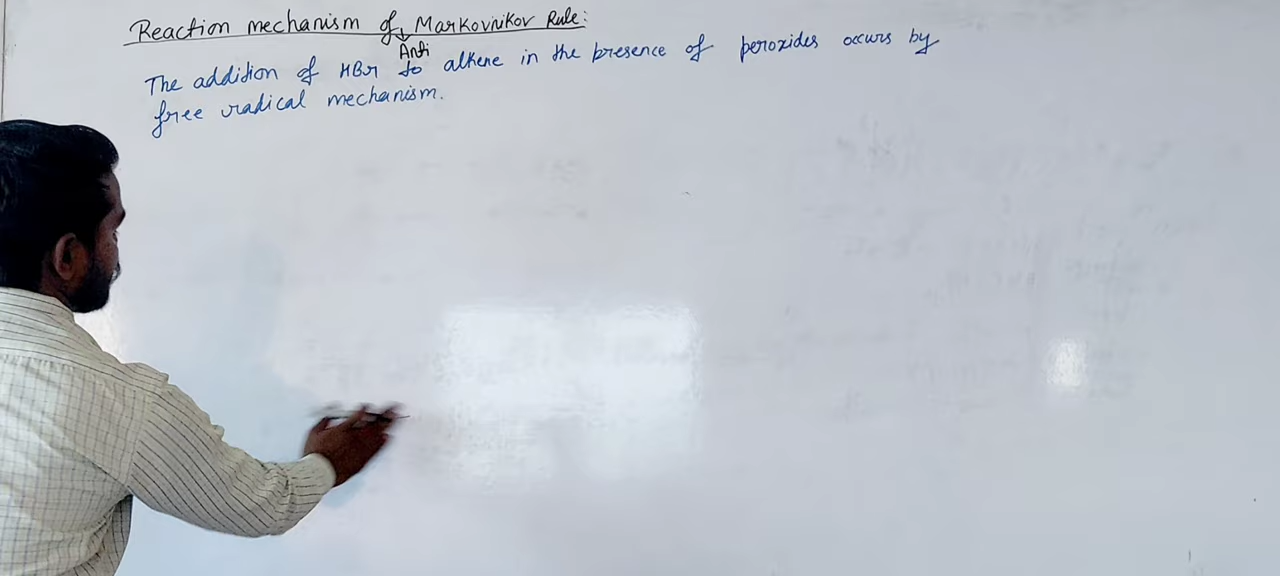 Reaction mechanism of Anti Markovnikov Rule:
The addition of HBr to alkene in the presence of peroxides occurs by
free radical mechanism.